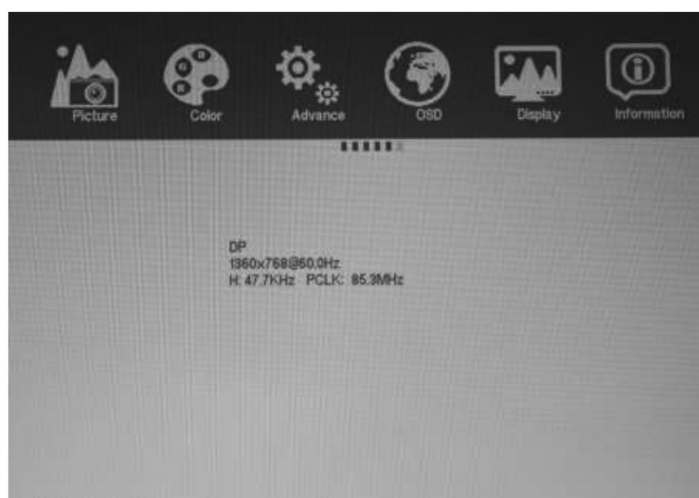 Picture Color Advance OSD Display Information
DP
1360x768@60.0Hz
H: 47.7KHz PCLK: 85.3MHz